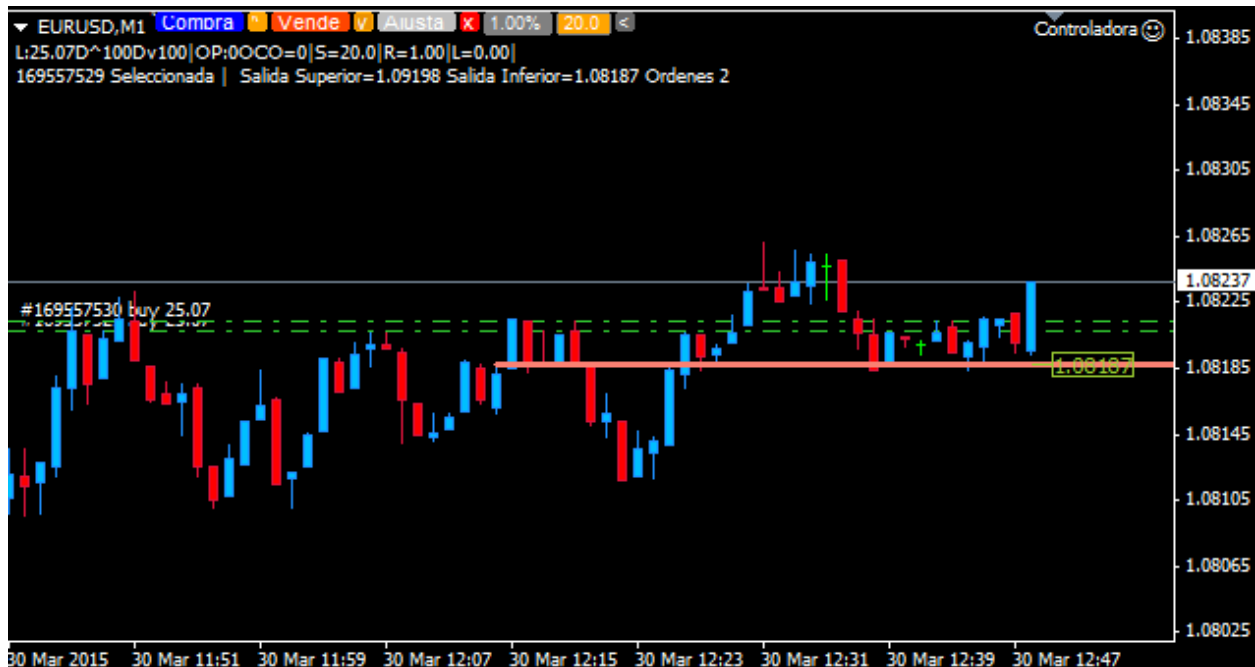 EURUSD,M1 Compra ^ Vende v Ajusta x 1.00% 20.0 <
Controladora
L:25.07D^100Dv100|OP:0OCO=0|S=20.0|R=1.00|L=0.00|
169557529 Seleccionada | Salida Superior=1.09198 Salida Inferior=1.08187 Ordenes 2
1.08385
1.08345
1.08305
1.08265
1.08237
1.08225
#169557530 buy 25.07
1.08187
1.08185
1.08145
1.08105
1.08065
1.08025
30 Mar 2015 30 Mar 11:51 30 Mar 11:59 30 Mar 12:07 30 Mar 12:15 30 Mar 12:23 30 Mar 12:31 30 Mar 12:39 30 Mar 12:47